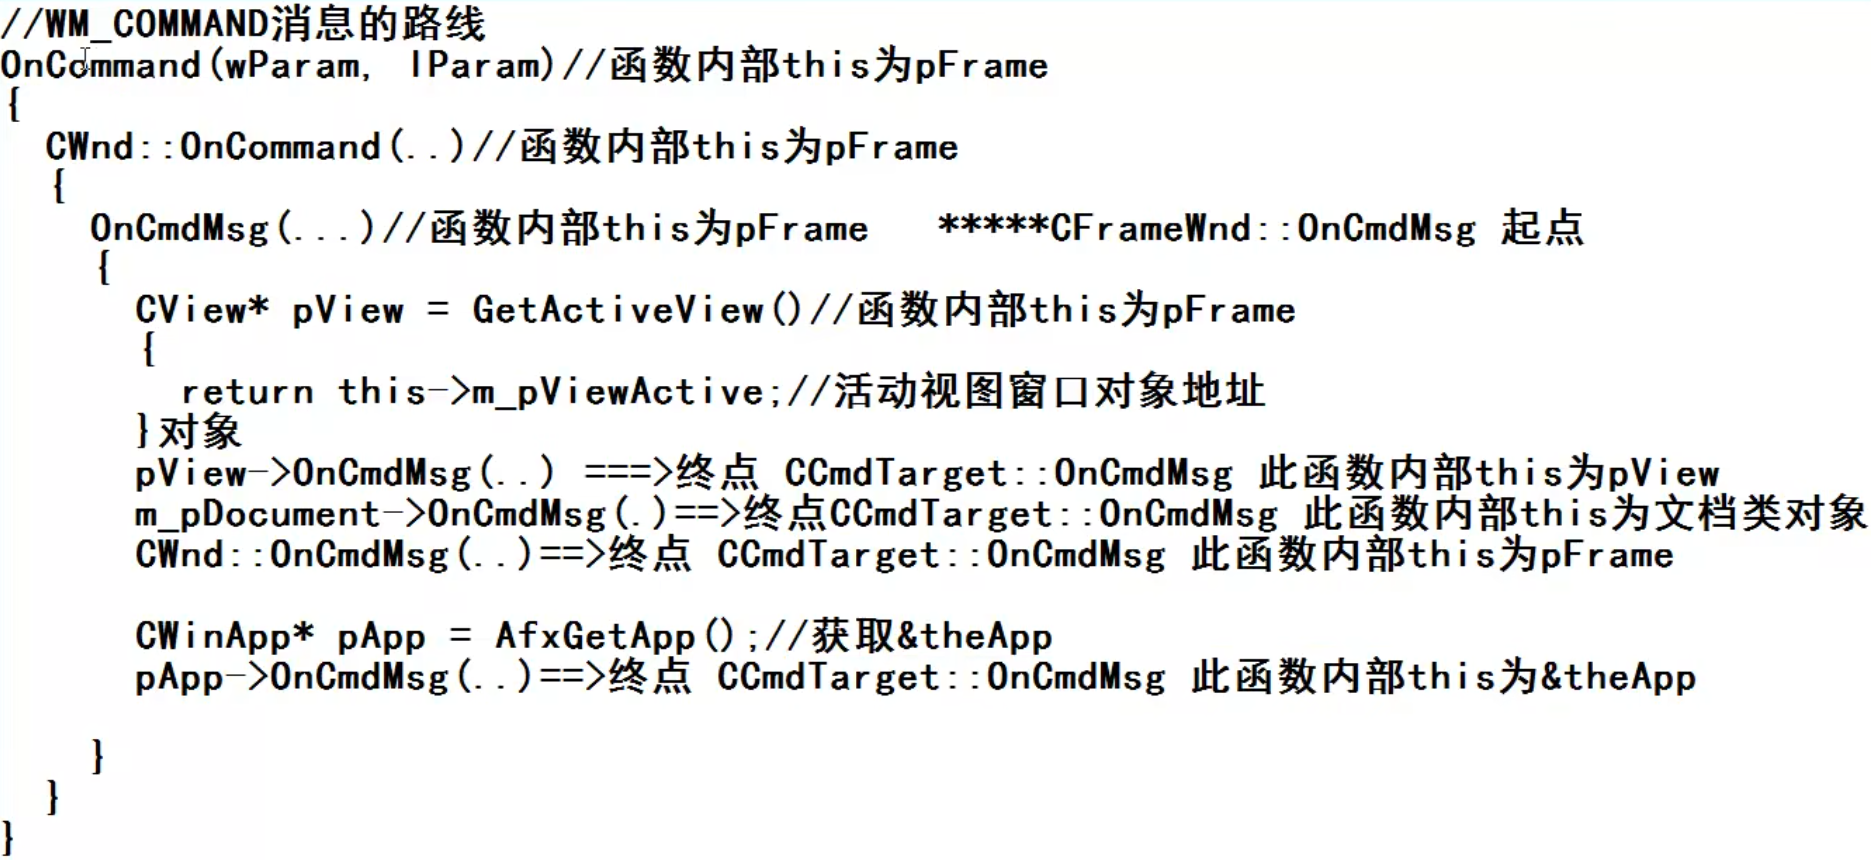 //WM_COMMAND消息的路线
OnCommand(wParam, lParam)//函数内部this为pFrame
{
CWnd::OnCommand(..)//函数内部this为pFrame
{
OnCmdMsg(...)//函数内部this为pFrame *****CFrameWnd::OnCmdMsg 起点
{
CView* pView = GetActiveView()//函数内部this为pFrame
{
return this->m_pViewActive;//活动视图窗口对象地址
}对象
pView->OnCmdMsg(..) ===>终点 CCmdTarget::OnCmdMsg 此函数内部this为pView
m_pDocument->OnCmdMsg(.)==>终点CCmdTarget::OnCmdMsg 此函数内部this为文档类对象
CWnd::OnCmdMsg(..)==>终点 CCmdTarget::OnCmdMsg 此函数内部this为pFrame
CWinApp* pApp = AfxGetApp();//获取&theApp
pApp->OnCmdMsg(..)==>终点 CCmdTarget::OnCmdMsg 此函数内部this为&theApp
}
}
}